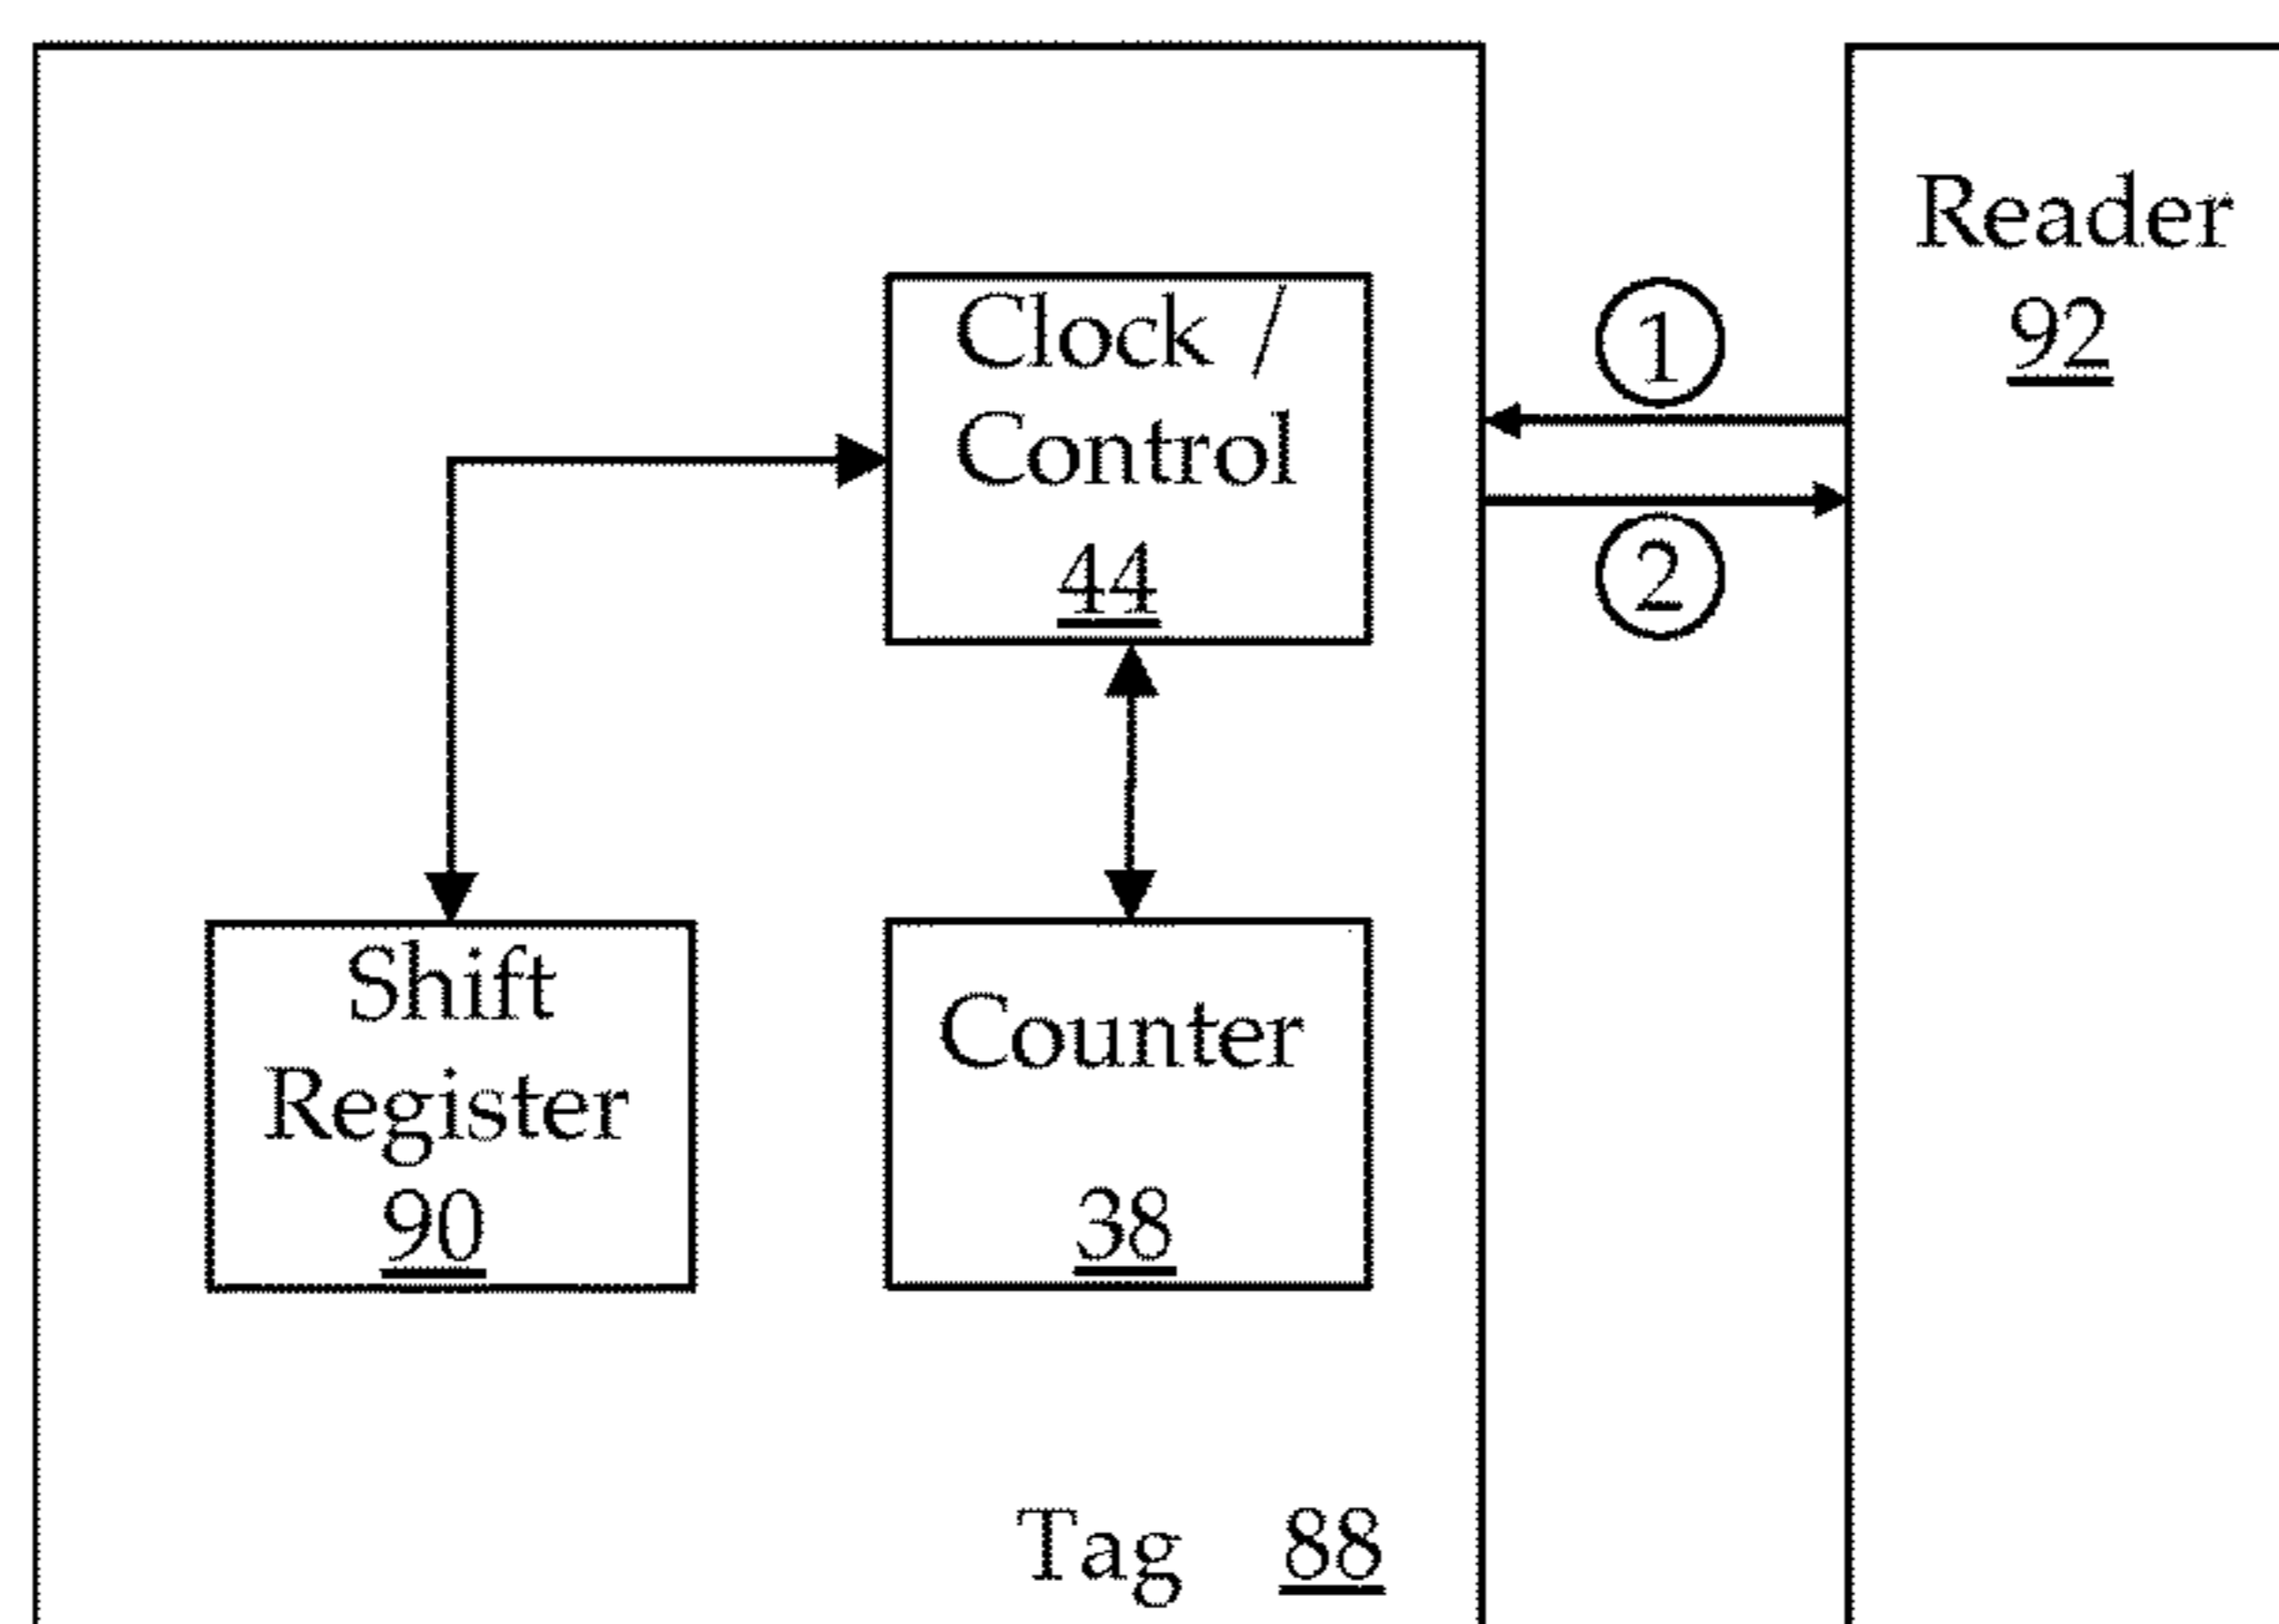 Clock /
Control
44
Shift
Register
90
Counter
38
Tag 88
1
2
Reader
92